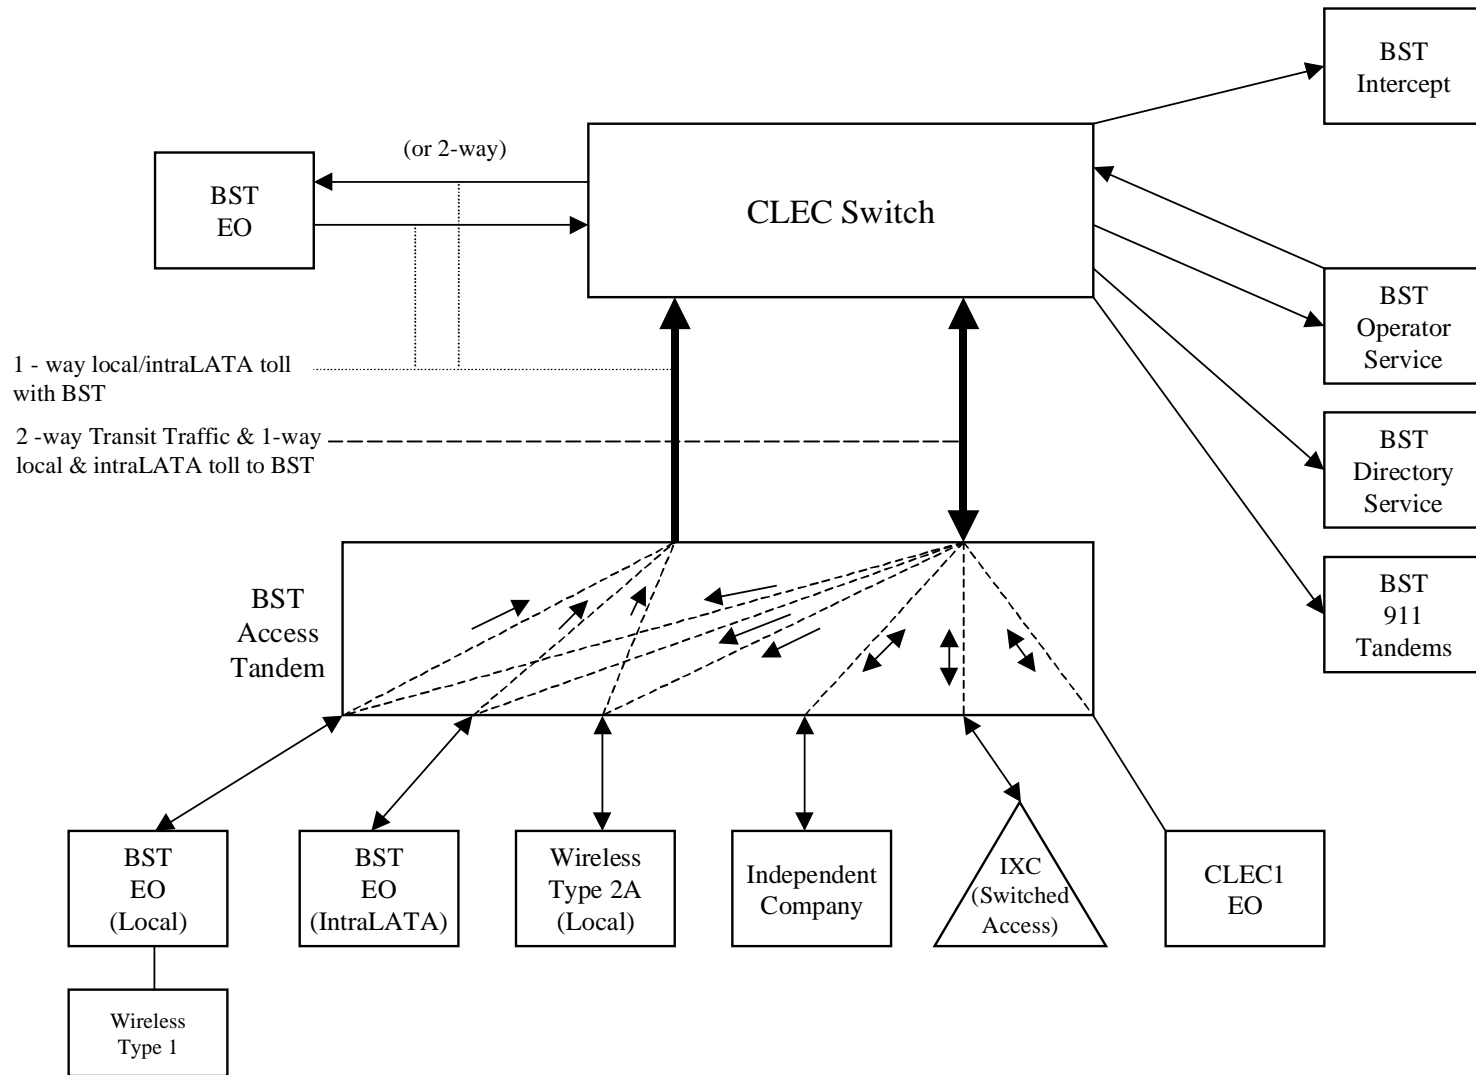 BST
Intercept
(or 2-way)
BST
EO
CLEC Switch
BST
Operator
Service
1 - way local/intraLATA toll
with BST
2 -way Transit Traffic & 1-way
local & intraLATA toll to BST
BST
Directory
Service
BST
911
Tandems
BST
Access
Tandem
BST
EO
(Local)
BST
EO
(IntraLATA)
Wireless
Type 2A
(Local)
Independent
Company
IXC
(Switched
Access)
CLEC1
EO
Wireless
Type 1